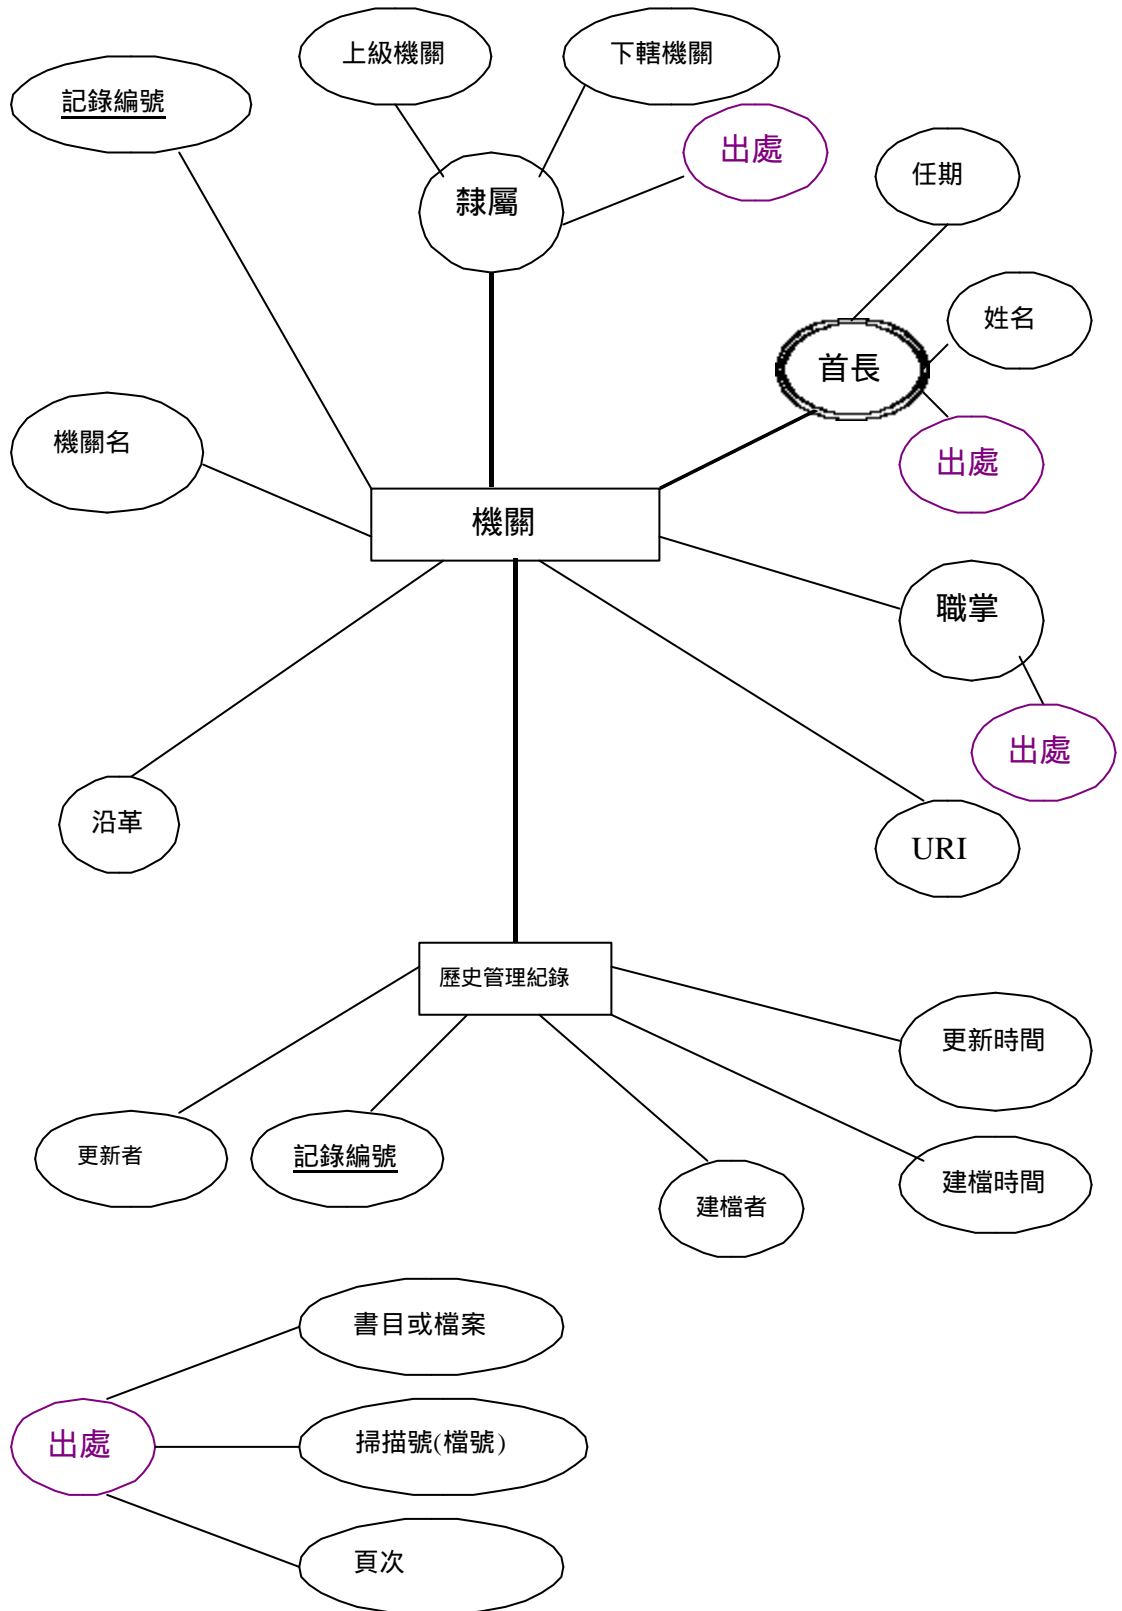 上級機關
下轄機關
記錄編號
出處
任期
隸屬
姓名
首長
機關名
出處
機關
職掌
出處
沿革
URI
歷史管理紀錄
更新時間
更新者
記錄編號
建檔時間
建檔者
書目或檔案
出處
掃描號(檔號)
頁次